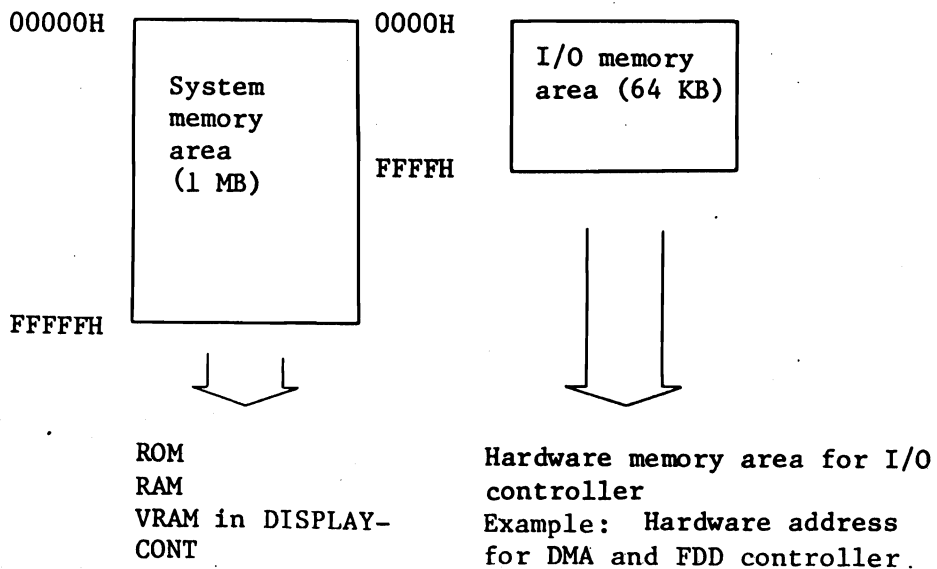 00000H
System
memory
area
(1 MB)
FFFFFH
0000H
I/O memory
area (64 KB)
FFFFH
ROM
RAM
VRAM in DISPLAY-
CONT
Hardware memory area for I/O
controller
Example: Hardware address
for DMA and FDD controller.